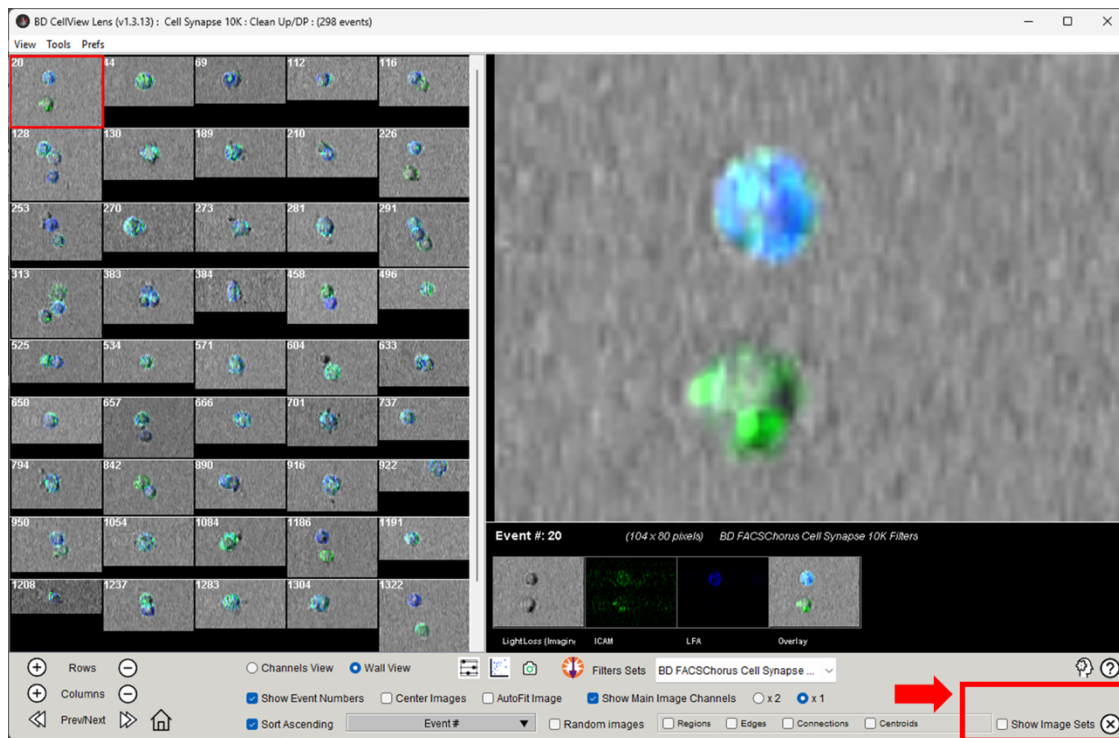 BD CellView Lens (v1.3.13) : Cell Synapse 10K : Clean Up/DP : (298 events)
View Tools Prefs
20 44 69 112 116
128 138 189 210 226
253 270 273 281 291
313 383 384 458 496
525 534 571 604 633
650 657 666 701 737
794 842 890 916 922
950 1054 1084 1186 1191
1208 1237 1283 1304 1322
Event #: 20 (104 x 80 pixels) BD FACSChorus Cell Synapse 10K Filters
LightLoss (Imagin ICAM LFA Overlay
Rows Channels View Wall View Filters Sets BD FACSChorus Cell Synapse ...
Columns Show Event Numbers Center Images AutoFit Image Show Main Image Channels x 2 x 1
Prev/Next Sort Ascending Event # Random images Regions Edges Connections Centroids Show Image Sets